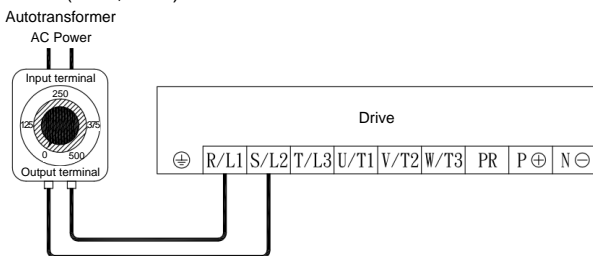 Autotransformer
AC Power
Input terminal
250
125
375
0
500
Output terminal
Drive
R/L1 S/L2 T/L3 U/T1 V/T2 W/T3 PR P⊕ N⊖